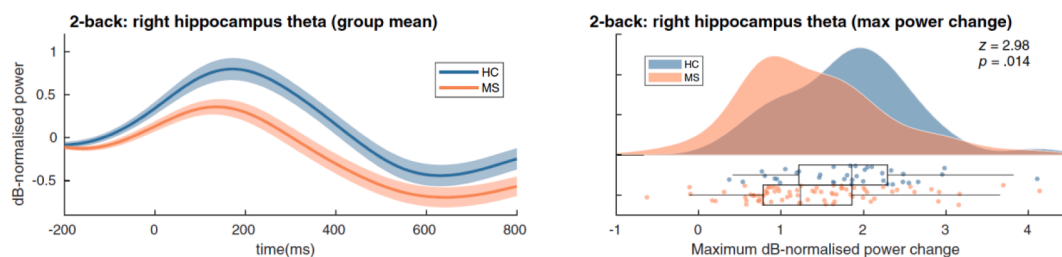 2-back: right hippocampus theta (group mean)
1
0.5
0
-0.5
dB-normalised power
HC
MS
-200
0
200
400
600
800
time(ms)
2-back: right hippocampus theta (max power change)
HC
MS
z = 2.98
p = .014
-1
0
1
2
3
4
Maximum dB-normalised power change